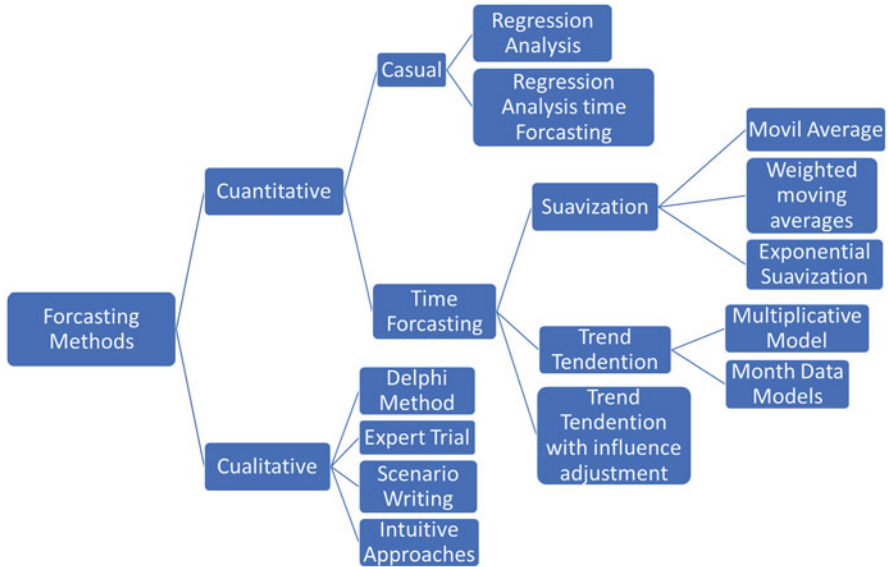 Forcasting
Methods
Cuantitative
Casual
Regression
Analysis
Regression
Analysis time
Forcasting
Time
Forcasting
Suavization
Movil Average
Weighted
moving
averages
Exponential
Suavization
Trend
Tendention
Multiplicative
Model
Month Data
Models
Trend
Tendention
with influence
adjustment
Cualitative
Delphi
Method
Expert Trial
Scenario
Writing
Intuitive
Approaches